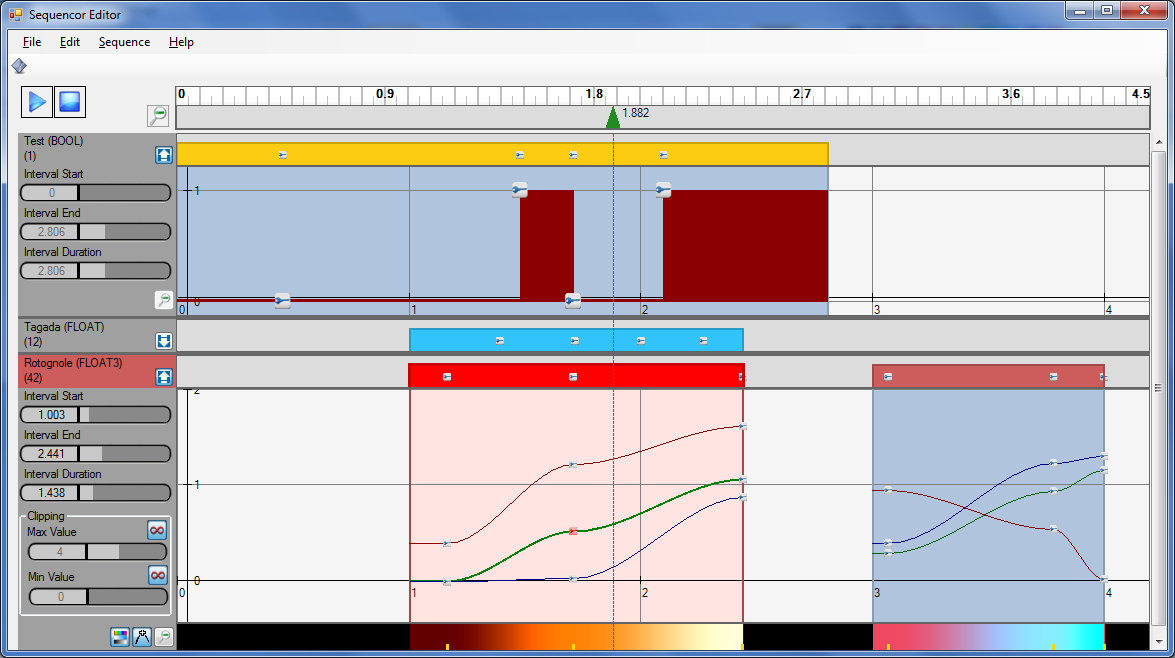 Sequencor Editor
File Edit Sequence Help
0 0.9 1.8 2.7 3.6 4.5
1.882
Test (BOOL)
(1)
Interval Start
0
Interval End
2.806
Interval Duration
2.806
1
0
0 1 2 3 4
Tagada (FLOAT)
(12)
Rotognole (FLOAT3)
(42)
Interval Start
1.003
Interval End
2.441
Interval Duration
1.438
Clipping
Max Value
4
Min Value
0
2
1
0
0 1 2 3 4